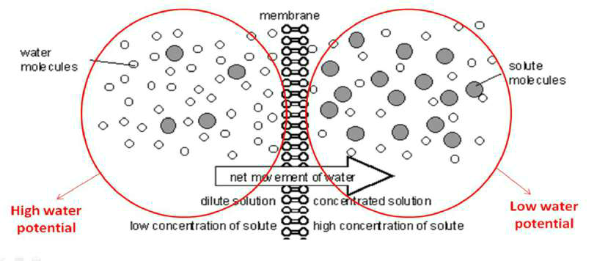 membrane
water
molecules
solute
molecules
net movement of water
dilute solution
concentrated solution
High water
potential
Low water
potential
low concentration of solute
high concentration of solute